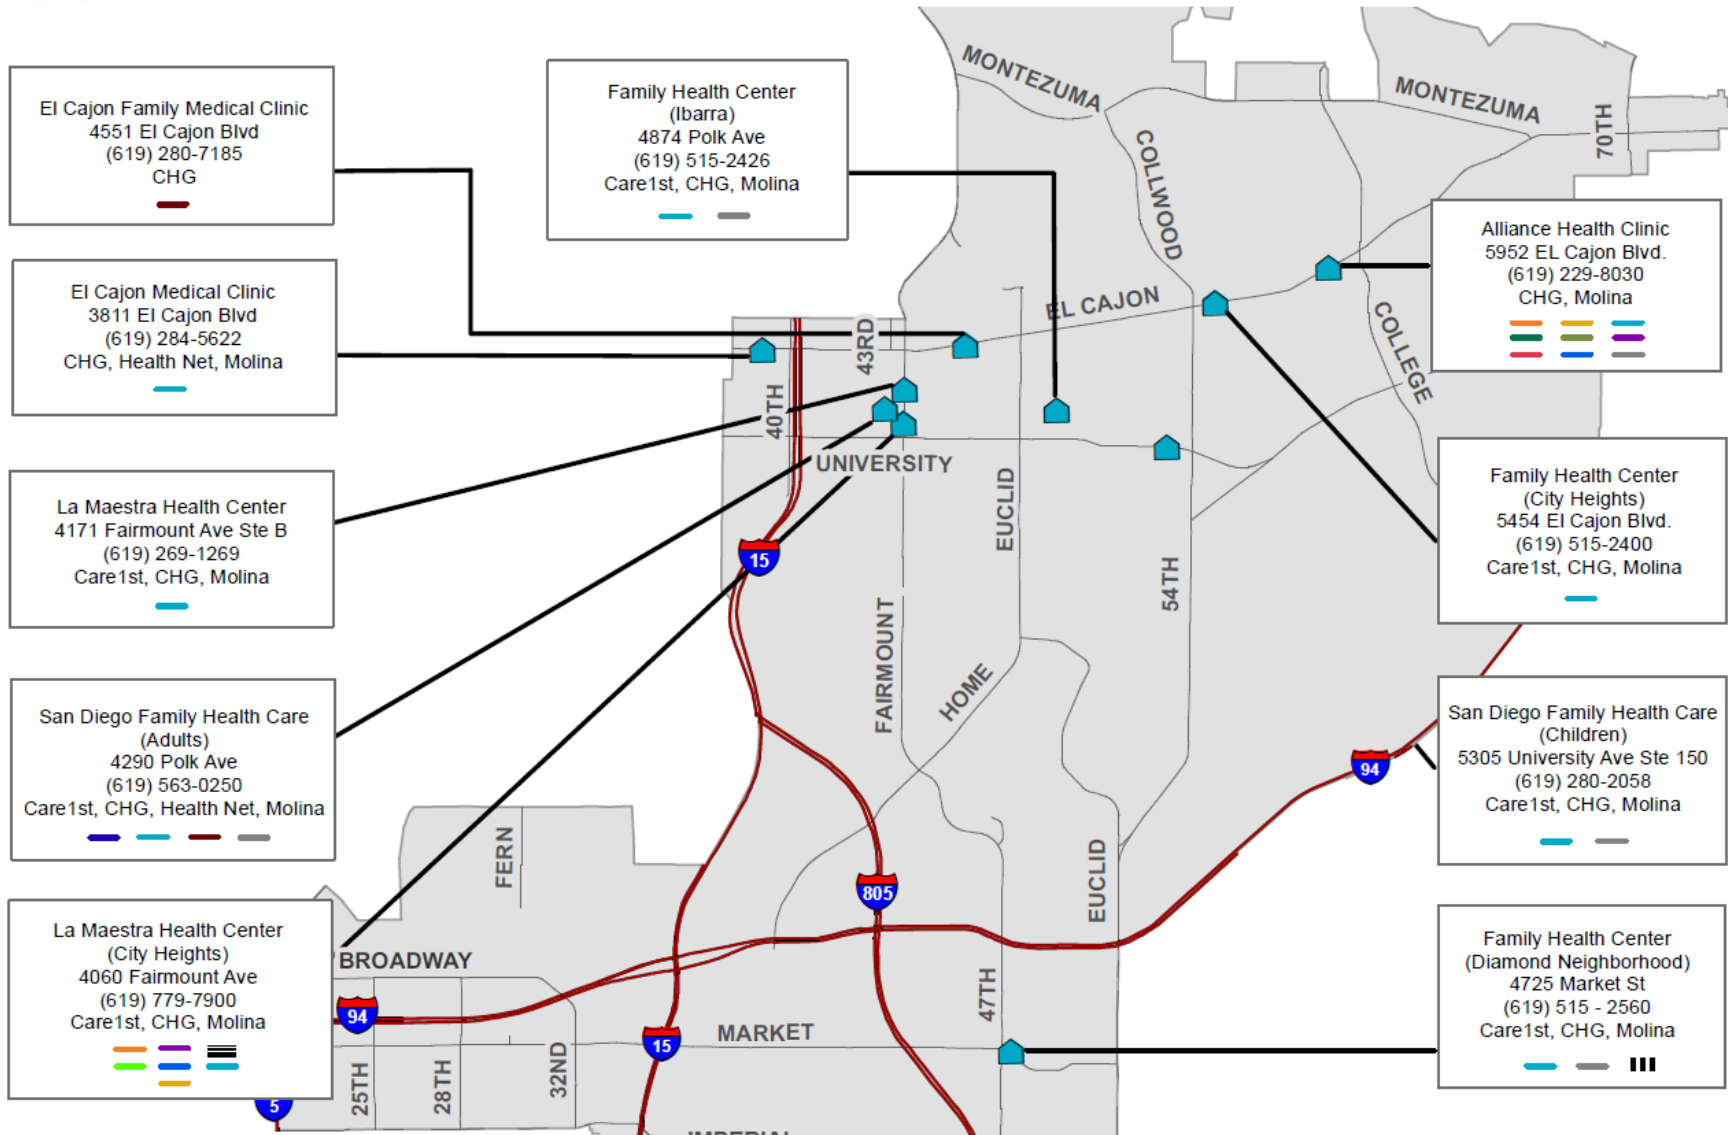 El Cajon Family Medical Clinic
4551 El Cajon Blvd
(619) 280-7185
CHG
Family Health Center
(Ibarra)
4874 Polk Ave
(619) 515-2426
Care1st, CHG, Molina
MONTEZUMA
MONTEZUMA
70TH
COLLWOOD
Alliance Health Clinic
5952 EL Cajon Blvd.
(619) 229-8030
CHG, Molina
El Cajon Medical Clinic
3811 El Cajon Blvd
(619) 284-5622
CHG, Health Net, Molina
EL CAJON
43RD
COLLEGE
40TH
UNIVERSITY
EUCLID
La Maestra Health Center
4171 Fairmount Ave Ste B
(619) 269-1269
Care1st, CHG, Molina
Family Health Center
(City Heights)
5454 El Cajon Blvd.
(619) 515-2400
Care1st, CHG, Molina
15
54TH
FAIRMOUNT
HOME
San Diego Family Health Care
(Adults)
4290 Polk Ave
(619) 563-0250
Care1st, CHG, Health Net, Molina
San Diego Family Health Care
(Children)
5305 University Ave Ste 150
(619) 280-2058
Care1st, CHG, Molina
94
FERN
805
EUCLID
La Maestra Health Center
(City Heights)
4060 Fairmount Ave
(619) 779-7900
Care1st, CHG, Molina
BROADWAY
94
47TH
Family Health Center
(Diamond Neighborhood)
4725 Market St
(619) 515 - 2560
Care1st, CHG, Molina
MARKET
15
25TH
28TH
32ND
5
IMPERIAL